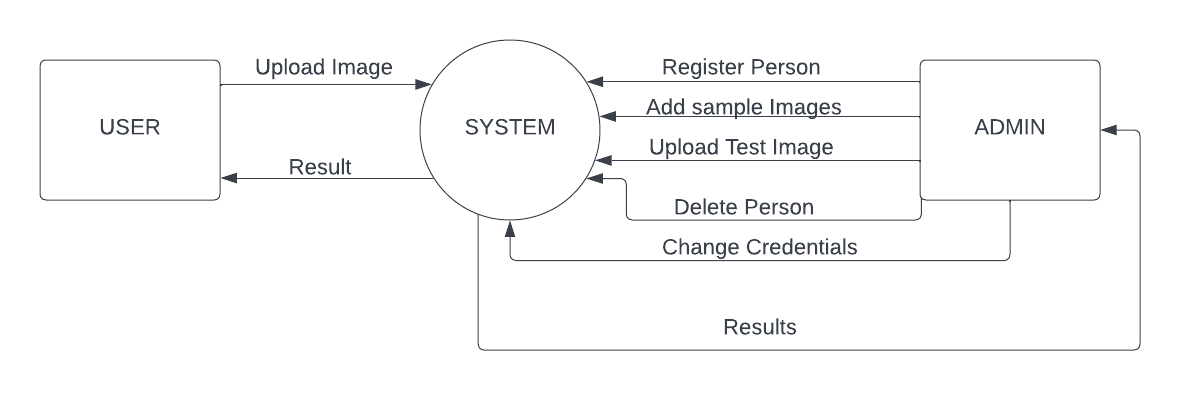 Upload Image
Register Person
Add sample Images
USER
SYSTEM
ADMIN
Upload Test Image
Result
Delete Person
Change Credentials
Results